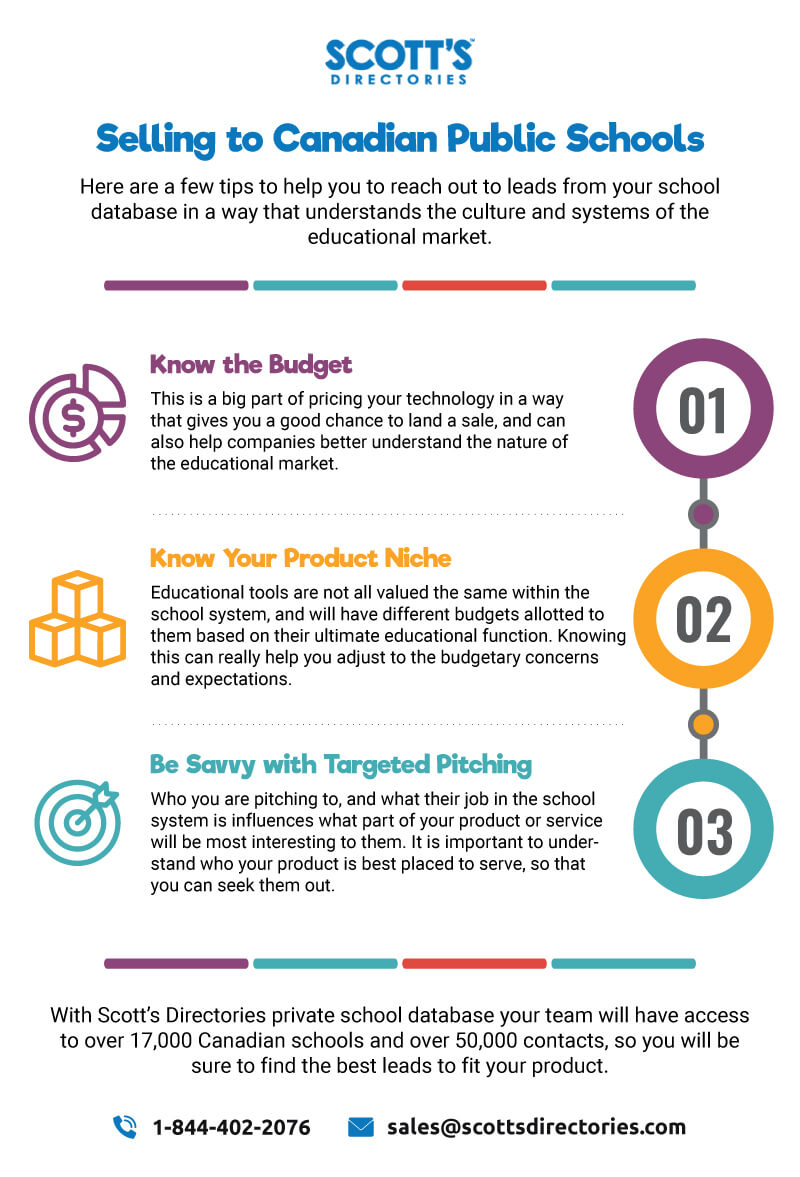 SCOTT'S™
DIRECTORIES
Selling to Canadian Public Schools
Here are a few tips to help you to reach out to leads from your school
database in a way that understands the culture and systems of the
educational market.
Know the Budget
This is a big part of pricing your technology in a way
that gives you a good chance to land a sale, and can
also help companies better understand the nature of
the educational market.
01
Know Your Product Niche
Educational tools are not all valued the same within the
school system, and will have different budgets allotted to
them based on their ultimate educational function. Knowing
this can really help you adjust to the budgetary concerns
and expectations.
02
Be Savvy with Targeted Pitching
Who you are pitching to, and what their job in the school
system is influences what part of your product or service
will be most interesting to them. It is important to under-
stand who your product is best placed to serve, so that
you can seek them out.
03
With Scott's Directories private school database your team will have access
to over 17,000 Canadian schools and over 50,000 contacts, so you will be
sure to find the best leads to fit your product.
1-844-402-2076 sales@scottsdirectories.com